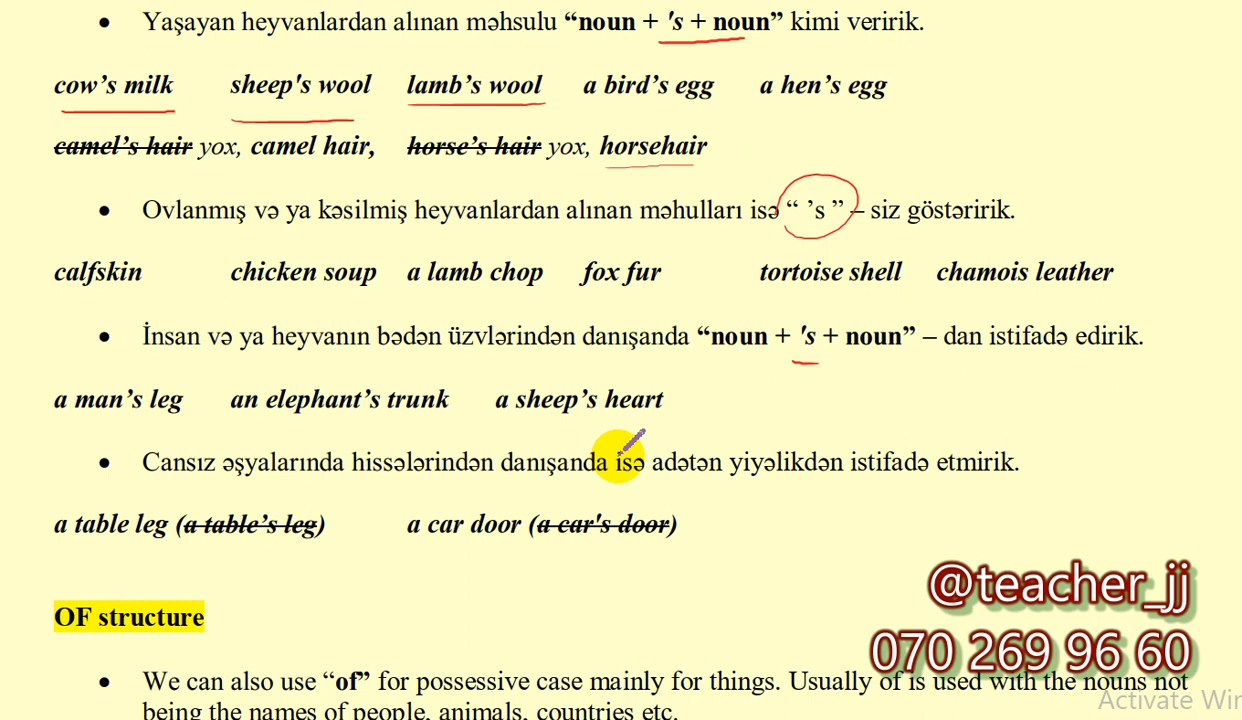 • Yaşayan heyvanlardan alınan məhsulu “noun + 's + noun” kimi veririk.
cow’s milk sheep's wool lamb’s wool a bird’s egg a hen’s egg
camel’s hair yox, camel hair, horse’s hair yox, horsehair
• Ovlanmış və ya kəsilmiş heyvanlardan alınan məhulları isə “ ’s ” – siz göstəririk.
calfskin chicken soup a lamb chop fox fur tortoise shell chamois leather
• İnsan və ya heyvanın bədən üzvlərindən danışanda “noun + 's + noun” – dan istifadə edirik.
a man’s leg an elephant’s trunk a sheep’s heart
• Cansız əşyalarında hissələrindən danışanda isə adətən yiyəlikdən istifadə etmirik.
a table leg (a table’s leg) a car door (a car's door)
@teacher_jj
OF structure
070 269 96 60
• We can also use “of” for possessive case mainly for things. Usually of is used with the nouns not
being the names of people, animals, countries etc.
Activate Win